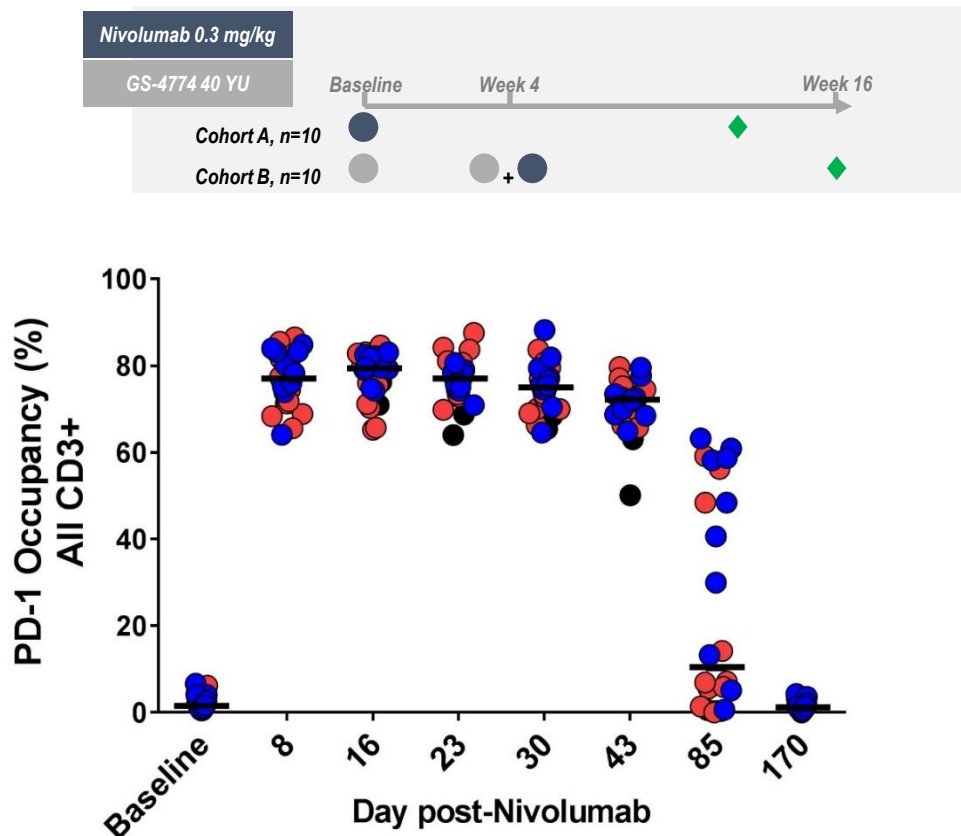 Nivolumab 0.3 mg/kg
GS-4774 40 YU
Baseline Week 4 Week 16
Cohort A, n=10
Cohort B, n=10
+
PD-1 Occupancy (%)
All CD3+
100
80
60
40
20
0
Baseline 8 16 23 30 43 85 170
Day post-Nivolumab